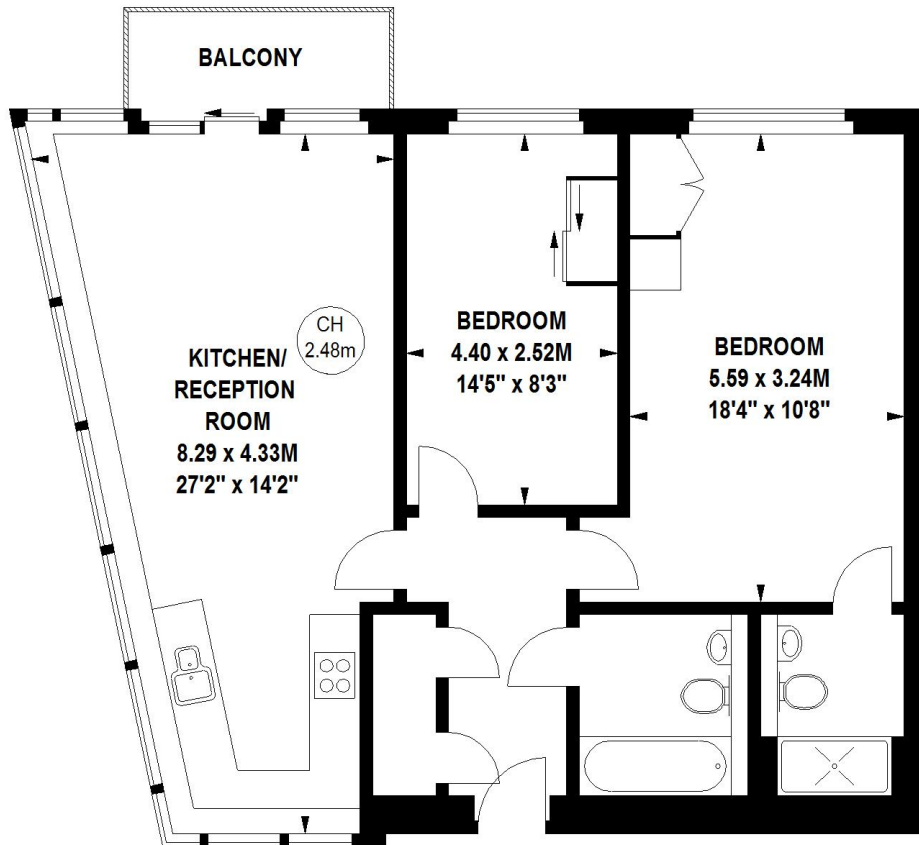 BALCONY
CH
2.48m
KITCHEN/
RECEPTION
ROOM
8.29 x 4.33M
27'2" x 14'2"
BEDROOM
4.40 x 2.52M
14'5" x 8'3"
BEDROOM
5.59 x 3.24M
18'4" x 10'8"